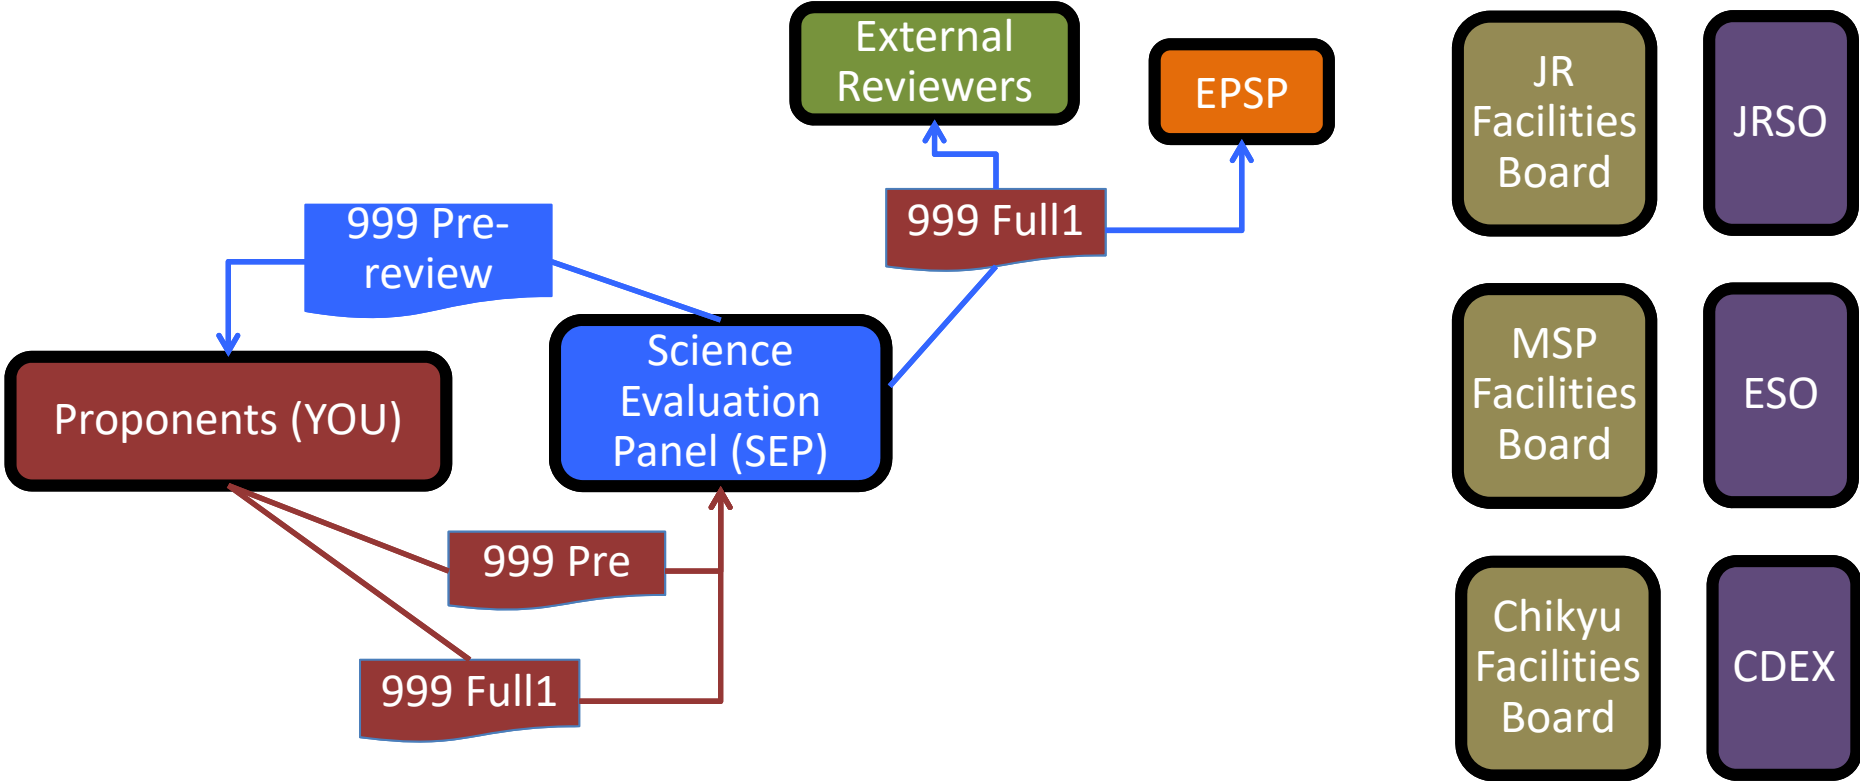 External
Reviewers
EPSP
JR
Facilities
Board
JRSO
999 Pre-
review
999 Full1
Science
Evaluation
Panel (SEP)
Proponents (YOU)
MSP
Facilities
Board
ESO
999 Pre
999 Full1
Chikyu
Facilities
Board
CDEX